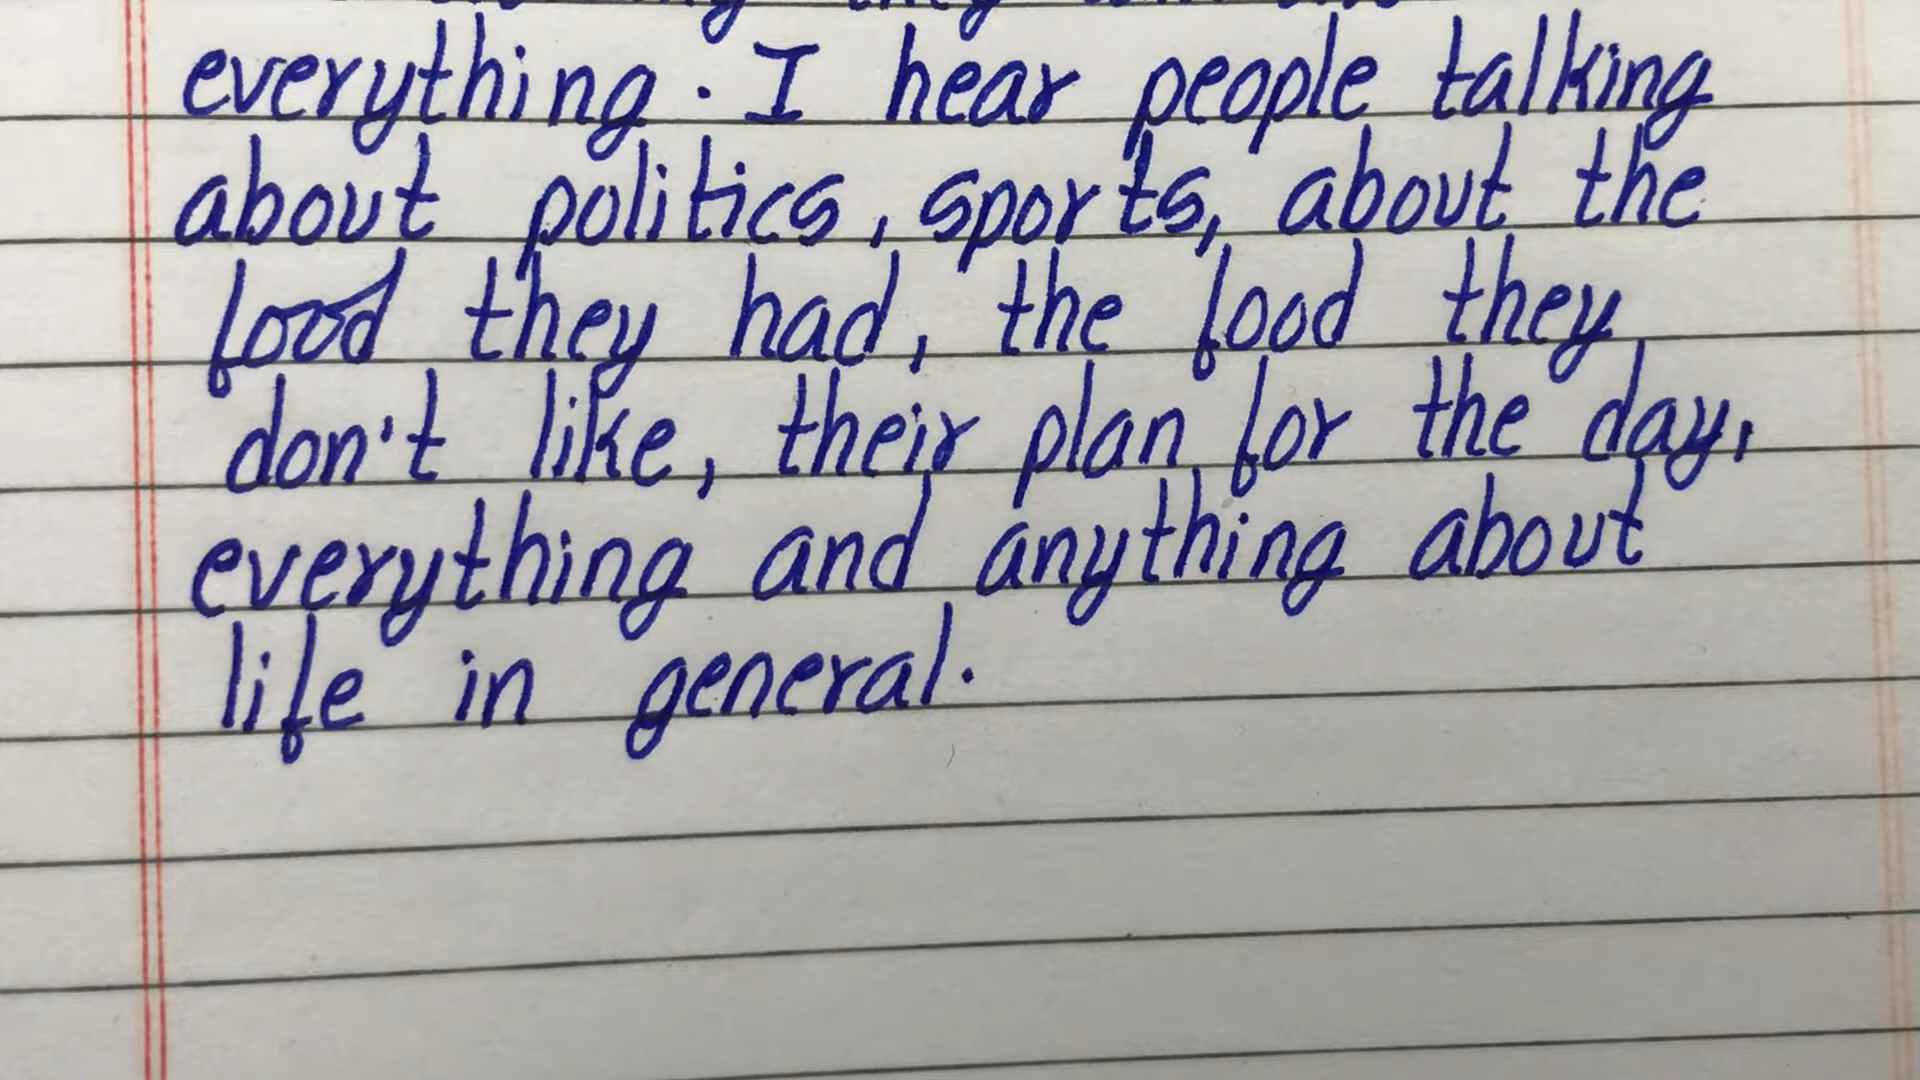 everything. I hear people talking
about politics, sports, about the
food they had, the food they
don't like, their plan for the day,
everything and anything about
life in general.